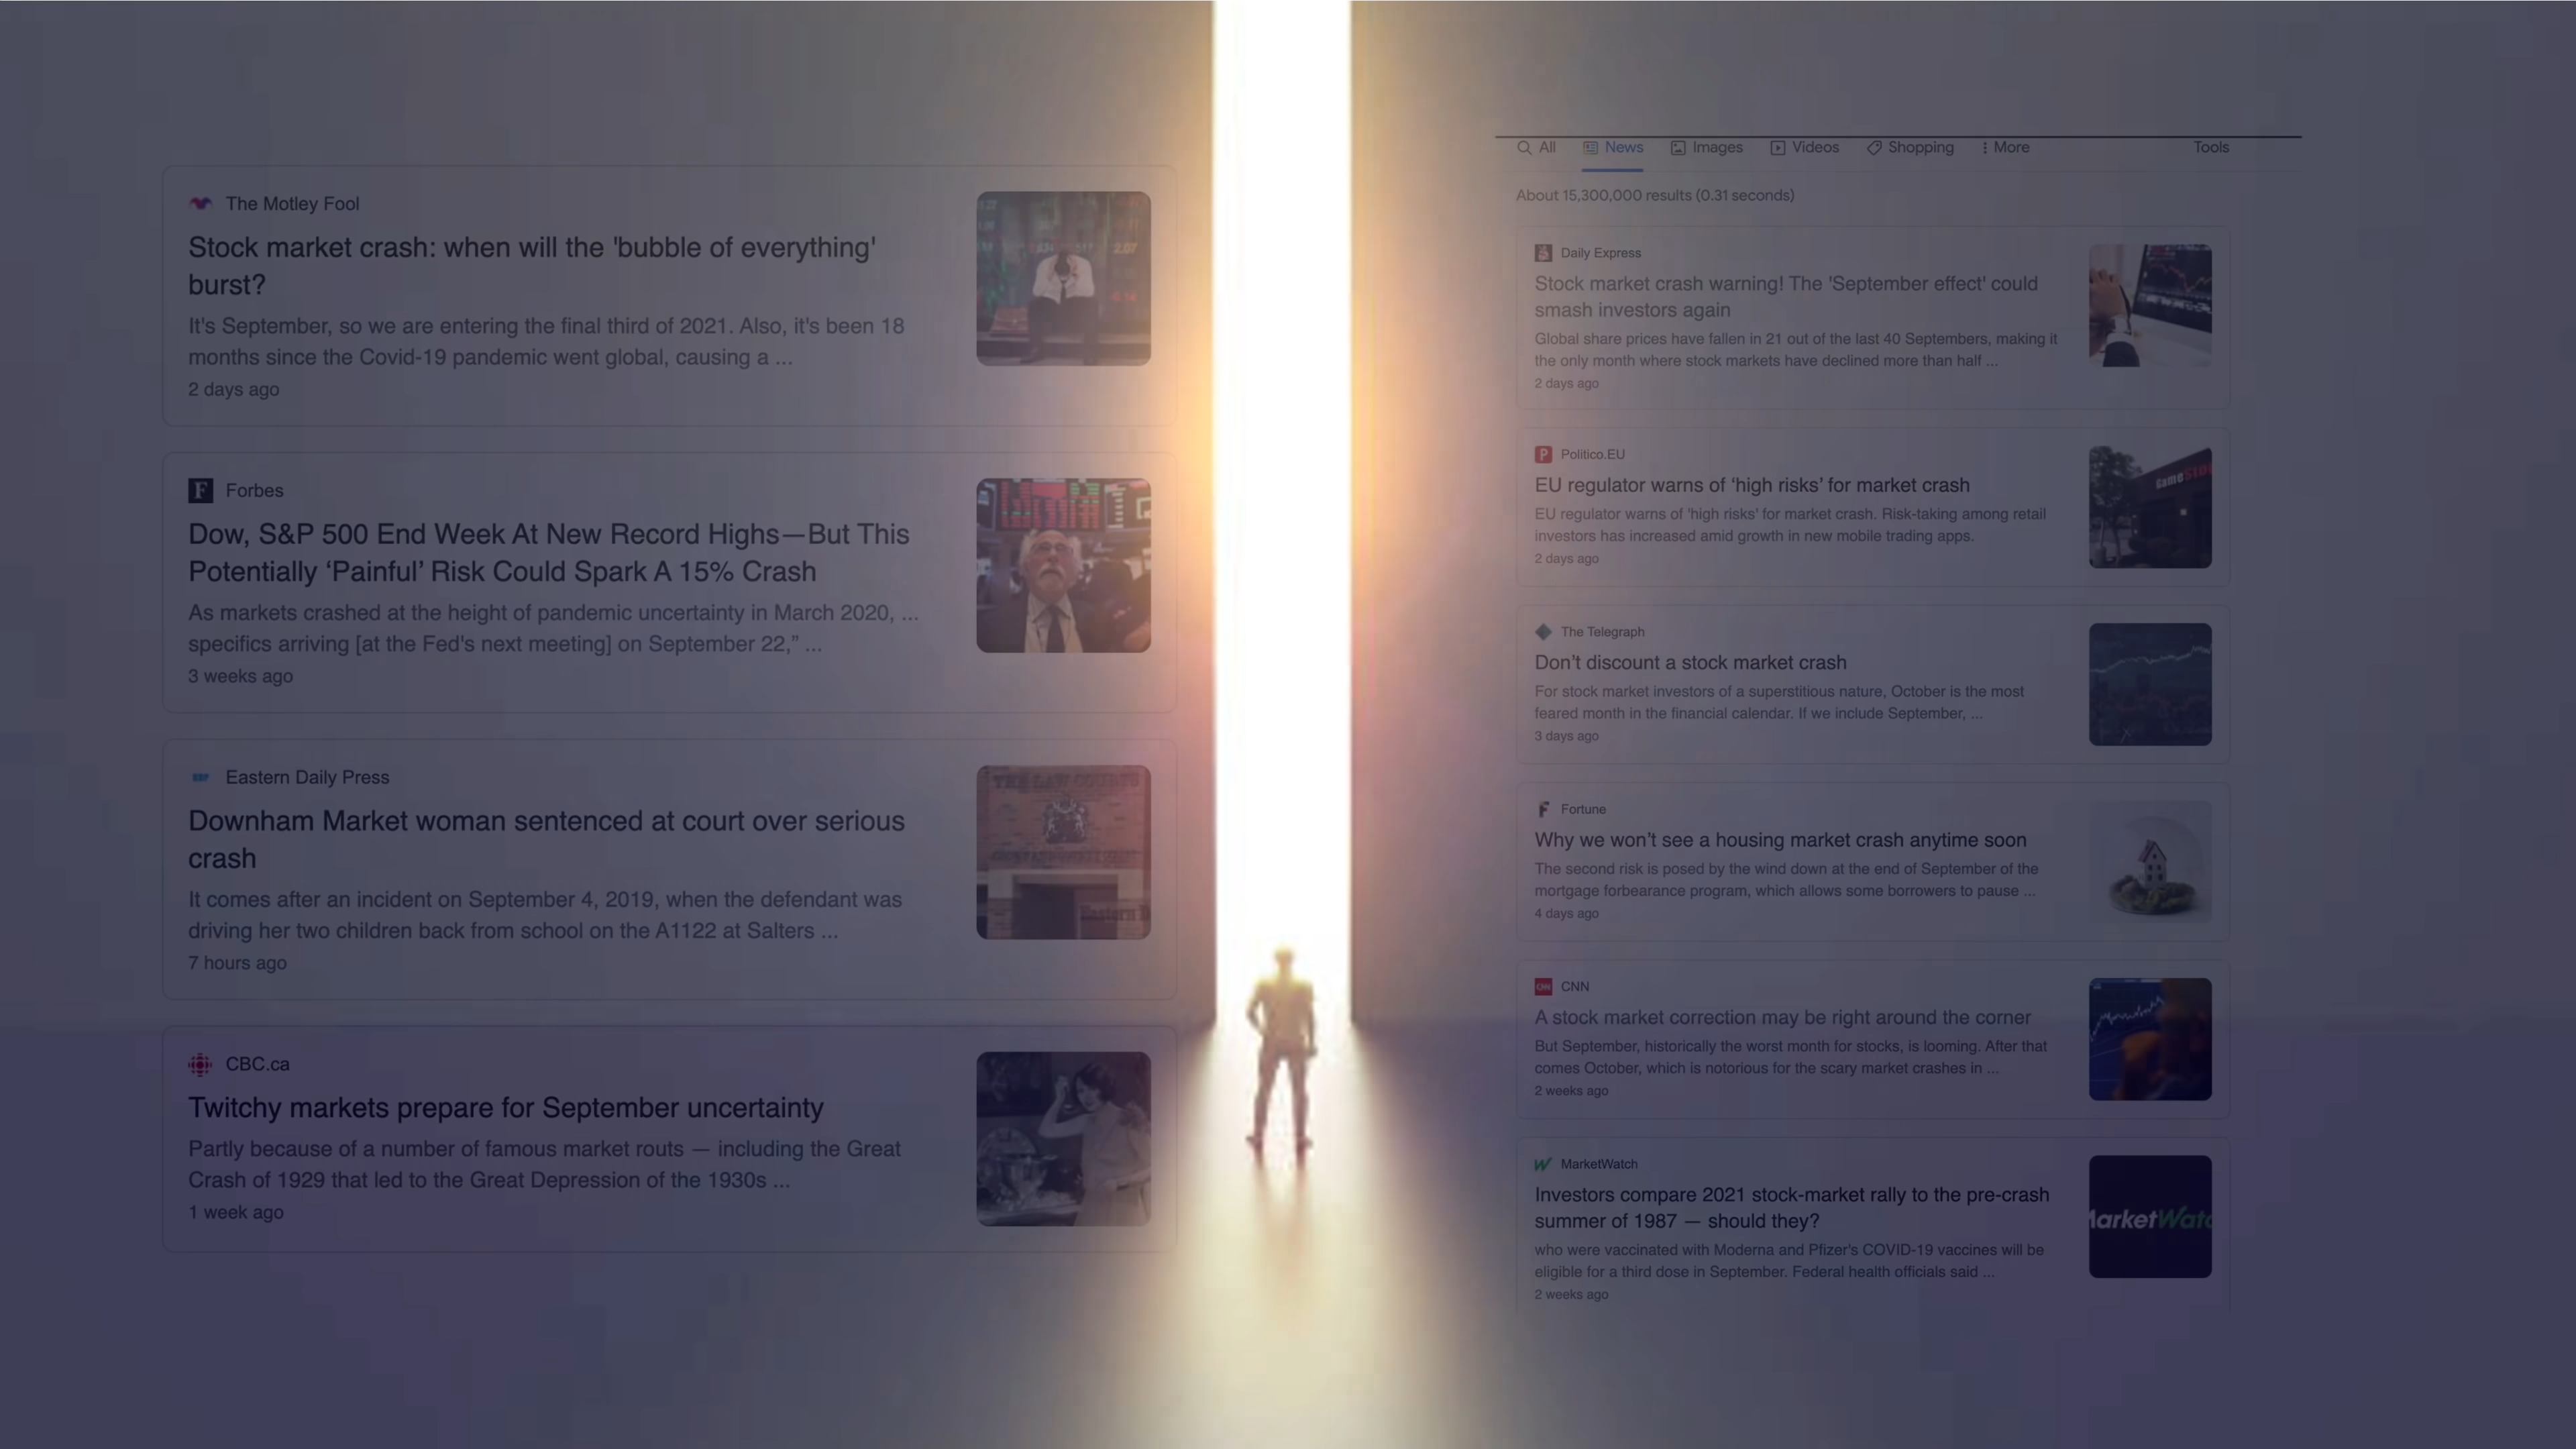 The Motley Fool
Stock market crash: when will the 'bubble of everything'
burst?
It's September, so we are entering the final third of 2021. Also, it's been 18
months since the Covid-19 pandemic went global, causing a ...
2 days ago
Forbes
Dow, S&P 500 End Week At New Record Highs—But This
Potentially ‘Painful’ Risk Could Spark A 15% Crash
As markets crashed at the height of pandemic uncertainty in March 2020, ...
specifics arriving [at the Fed's next meeting] on September 22,” ...
3 weeks ago
Eastern Daily Press
Downham Market woman sentenced at court over serious
crash
It comes after an incident on September 4, 2019, when the defendant was
driving her two children back from school on the A1122 at Salters ...
7 hours ago
CBC.ca
Twitchy markets prepare for September uncertainty
Partly because of a number of famous market routs — including the Great
Crash of 1929 that led to the Great Depression of the 1930s ...
1 week ago
All News Images Videos Shopping More Tools
About 15,300,000 results (0.31 seconds)
Daily Express
Stock market crash warning! The 'September effect' could
smash investors again
Global share prices have fallen in 21 out of the last 40 Septembers, making it
the only month where stock markets have declined more than half ...
2 days ago
Politico.EU
EU regulator warns of ‘high risks’ for market crash
EU regulator warns of 'high risks' for market crash. Risk-taking among retail
investors has increased amid growth in new mobile trading apps.
2 days ago
GameSto
The Telegraph
Don’t discount a stock market crash
For stock market investors of a superstitious nature, October is the most
feared month in the financial calendar. If we include September, ...
3 days ago
Fortune
Why we won’t see a housing market crash anytime soon
The second risk is posed by the wind down at the end of September of the
mortgage forbearance program, which allows some borrowers to pause ...
4 days ago
CNN
A stock market correction may be right around the corner
But September, historically the worst month for stocks, is looming. After that
comes October, which is notorious for the scary market crashes in ...
2 weeks ago
MarketWatch
Investors compare 2021 stock-market rally to the pre-crash
summer of 1987 — should they?
who were vaccinated with Moderna and Pfizer's COVID-19 vaccines will be
eligible for a third dose in September. Federal health officials said ...
2 weeks ago
MarketWatc